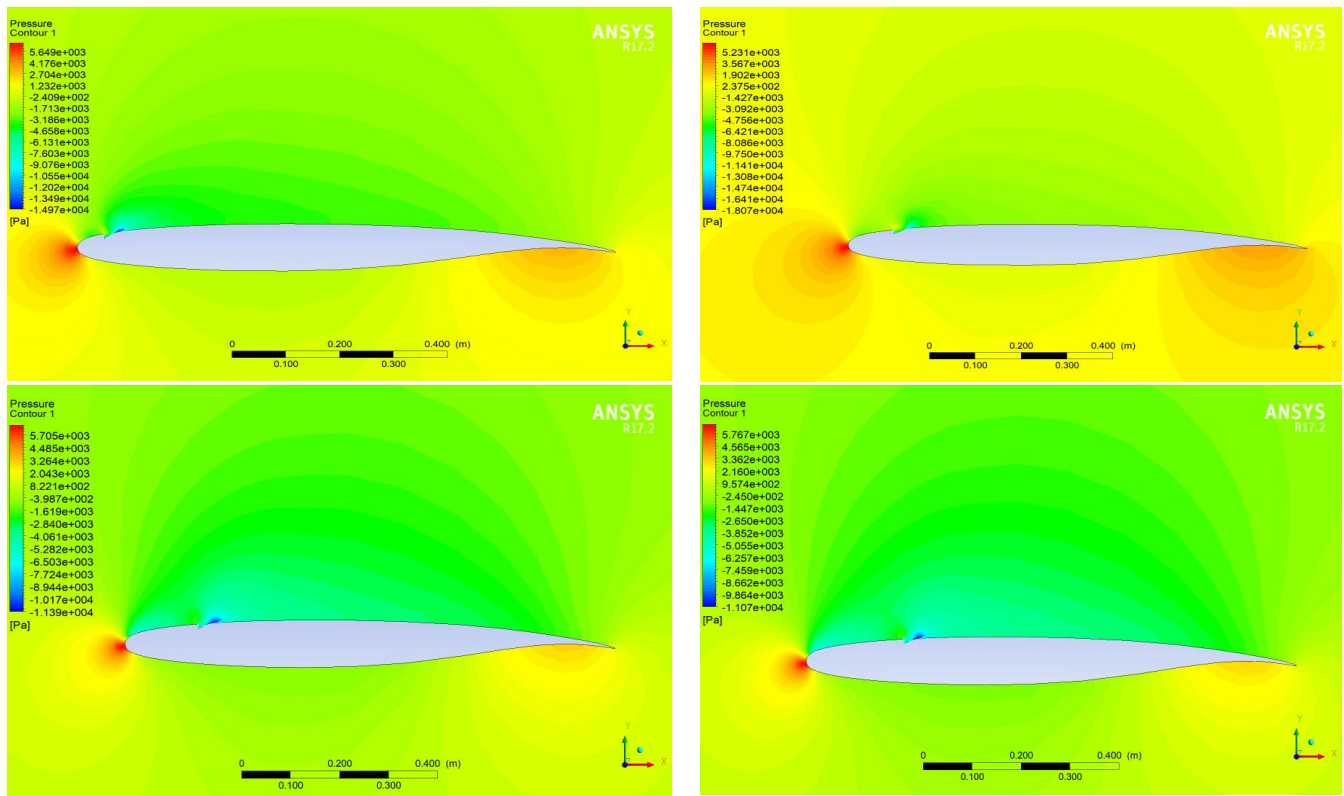 Pressure
Contour 1
5.649e+003
4.176e+003
2.704e+003
1.232e+003
-2.409e+002
-1.713e+003
-3.186e+003
-4.658e+003
-6.131e+003
-7.603e+003
-9.076e+003
-1.055e+004
-1.202e+004
-1.349e+004
-1.497e+004
[Pa]
ANSYS
R17.2
0 0.200 0.400 (m)
0.100 0.300
Y
X
Pressure
Contour 1
5.231e+003
3.567e+003
1.902e+003
2.375e+002
-1.427e+003
-3.092e+003
-4.756e+003
-6.421e+003
-8.086e+003
-9.750e+003
-1.141e+004
-1.308e+004
-1.474e+004
-1.641e+004
-1.807e+004
[Pa]
ANSYS
R17.2
0 0.200 0.400 (m)
0.100 0.300
Y
X
Pressure
Contour 1
5.705e+003
4.485e+003
3.264e+003
2.043e+003
8.221e+002
-3.987e+002
-1.619e+003
-2.840e+003
-4.061e+003
-5.282e+003
-6.503e+003
-7.724e+003
-8.944e+003
-1.017e+004
-1.139e+004
[Pa]
ANSYS
R17.2
0 0.200 0.400 (m)
0.100 0.300
Y
X
Pressure
Contour 1
5.767e+003
4.565e+003
3.362e+003
2.160e+003
9.574e+002
-2.450e+002
-1.447e+003
-2.650e+003
-3.852e+003
-5.055e+003
-6.257e+003
-7.459e+003
-8.662e+003
-9.864e+003
-1.107e+004
[Pa]
ANSYS
R17.2
0 0.200 0.400 (m)
0.100 0.300
Y
X